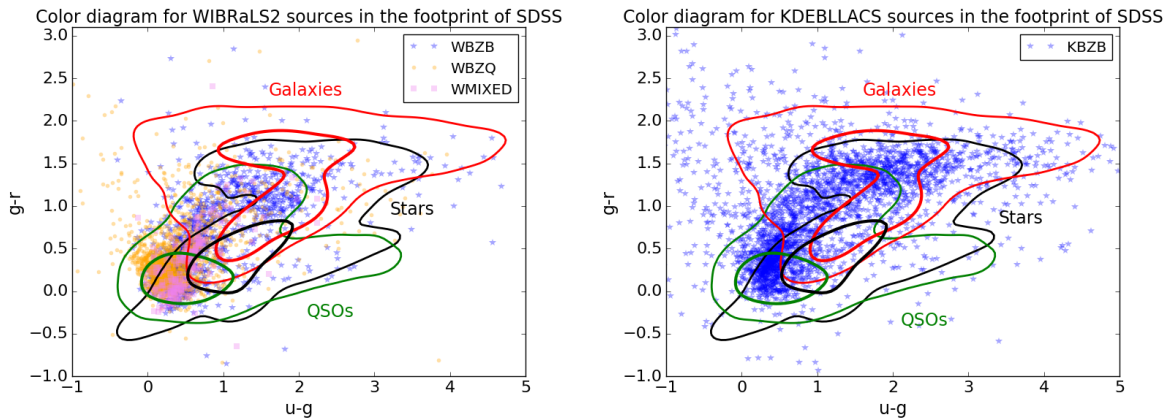 Color diagram for WIBRaLS2 sources in the footprint of SDSS
3.0
2.5
2.0
1.5
1.0
0.5
0.0
−0.5
−1.0
g-r
WBZB
WBZQ
WMIXED
Galaxies
Stars
QSOs
−1 0 1 2 3 4 5
u-g
Color diagram for KDEBLLACS sources in the footprint of SDSS
3.0
2.5
2.0
1.5
1.0
0.5
0.0
−0.5
−1.0
g-r
KBZB
Galaxies
Stars
QSOs
−1 0 1 2 3 4 5
u-g